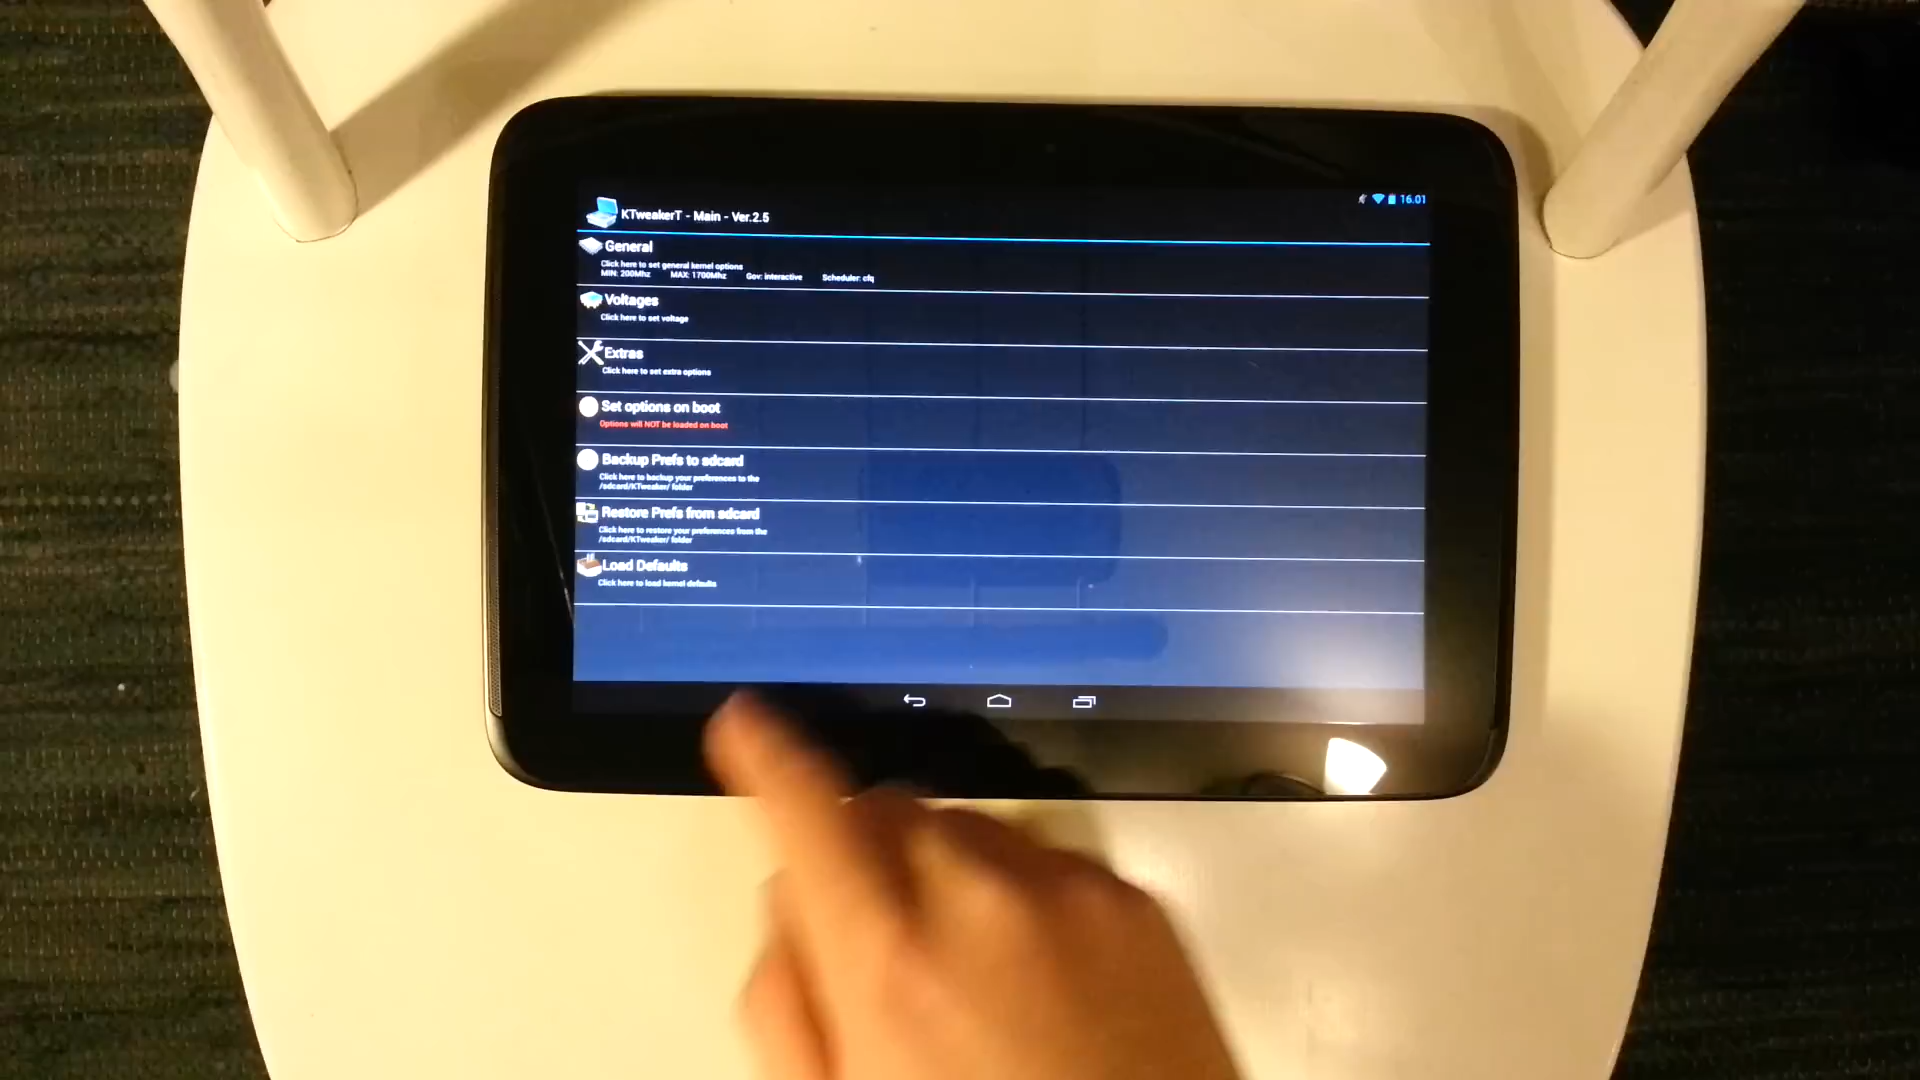 KTweakerT - Main - Ver.2.5
16.01
General
Click here to set general kernel options
MIN: 200Mhz MAX: 1700Mhz Gov: interactive Scheduler: cfq
Voltages
Click here to set voltage
Extras
Click here to set extra options
Set options on boot
Options will NOT be loaded on boot
Backup Prefs to sdcard
Click here to backup your preferences to the
/sdcard/KTweaker/ folder
Restore Prefs from sdcard
Click here to restore your preferences from the
/sdcard/KTweaker/ folder
Load Defaults
Click here to load kernel defaults